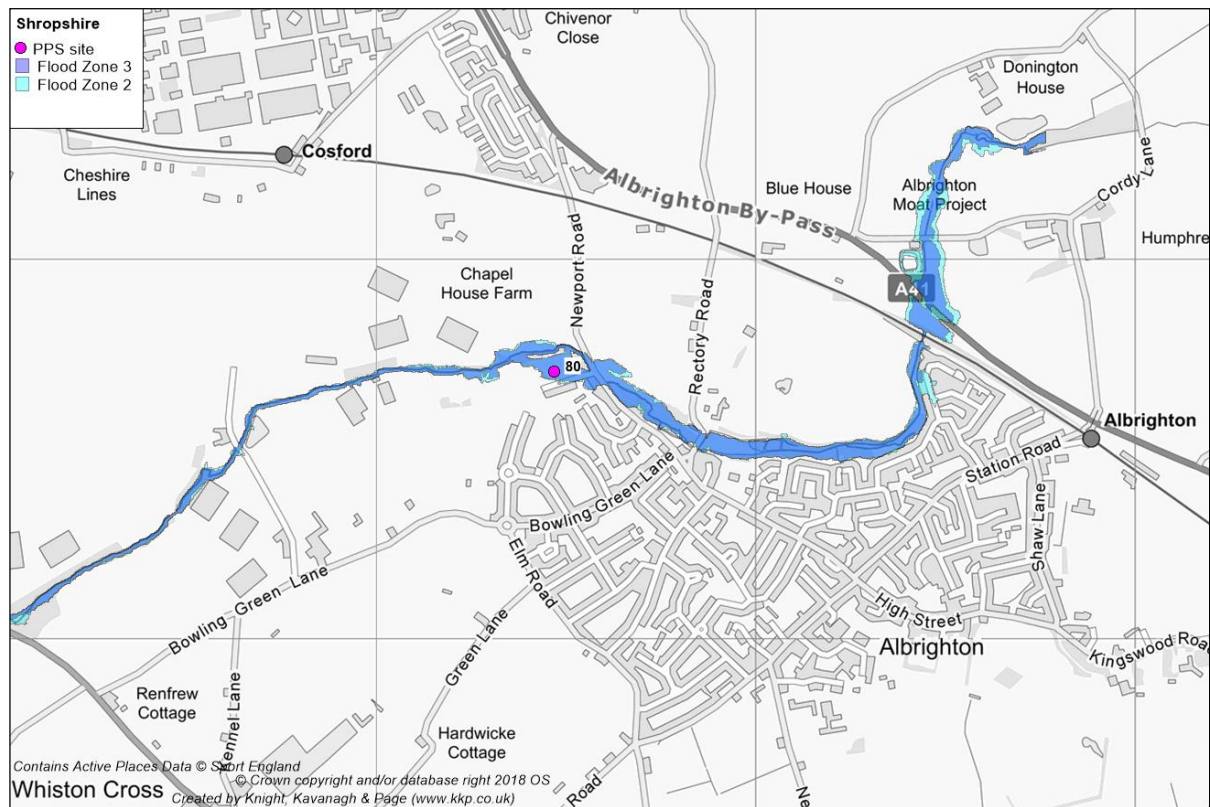 Shropshire
PPS site
Flood Zone 3
Flood Zone 2
Chivenor
Close
Donington
House
Cosford
Cheshire
Lines
Albrighton By-Pass
Blue House
Albrighton
Moat Project
Cordy Lane
Humphre
Newport Road
Rectory Road
Chapel
House Farm
A41
80
Albrighton
Station Road
Shaw Lane
Bowling Green Lane
Elm Road
Bowling Green Lane
Green Lane
High Street
Albrighton
Kingswood Road
Renfrew
Cottage
Kennel Lane
Hardwicke
Cottage
Road
Ne
Contains Active Places Data © Sport England
© Crown copyright and/or database right 2018 OS
Whiston Cross
Created by Knight, Kavanagh & Page (www.kkp.co.uk)